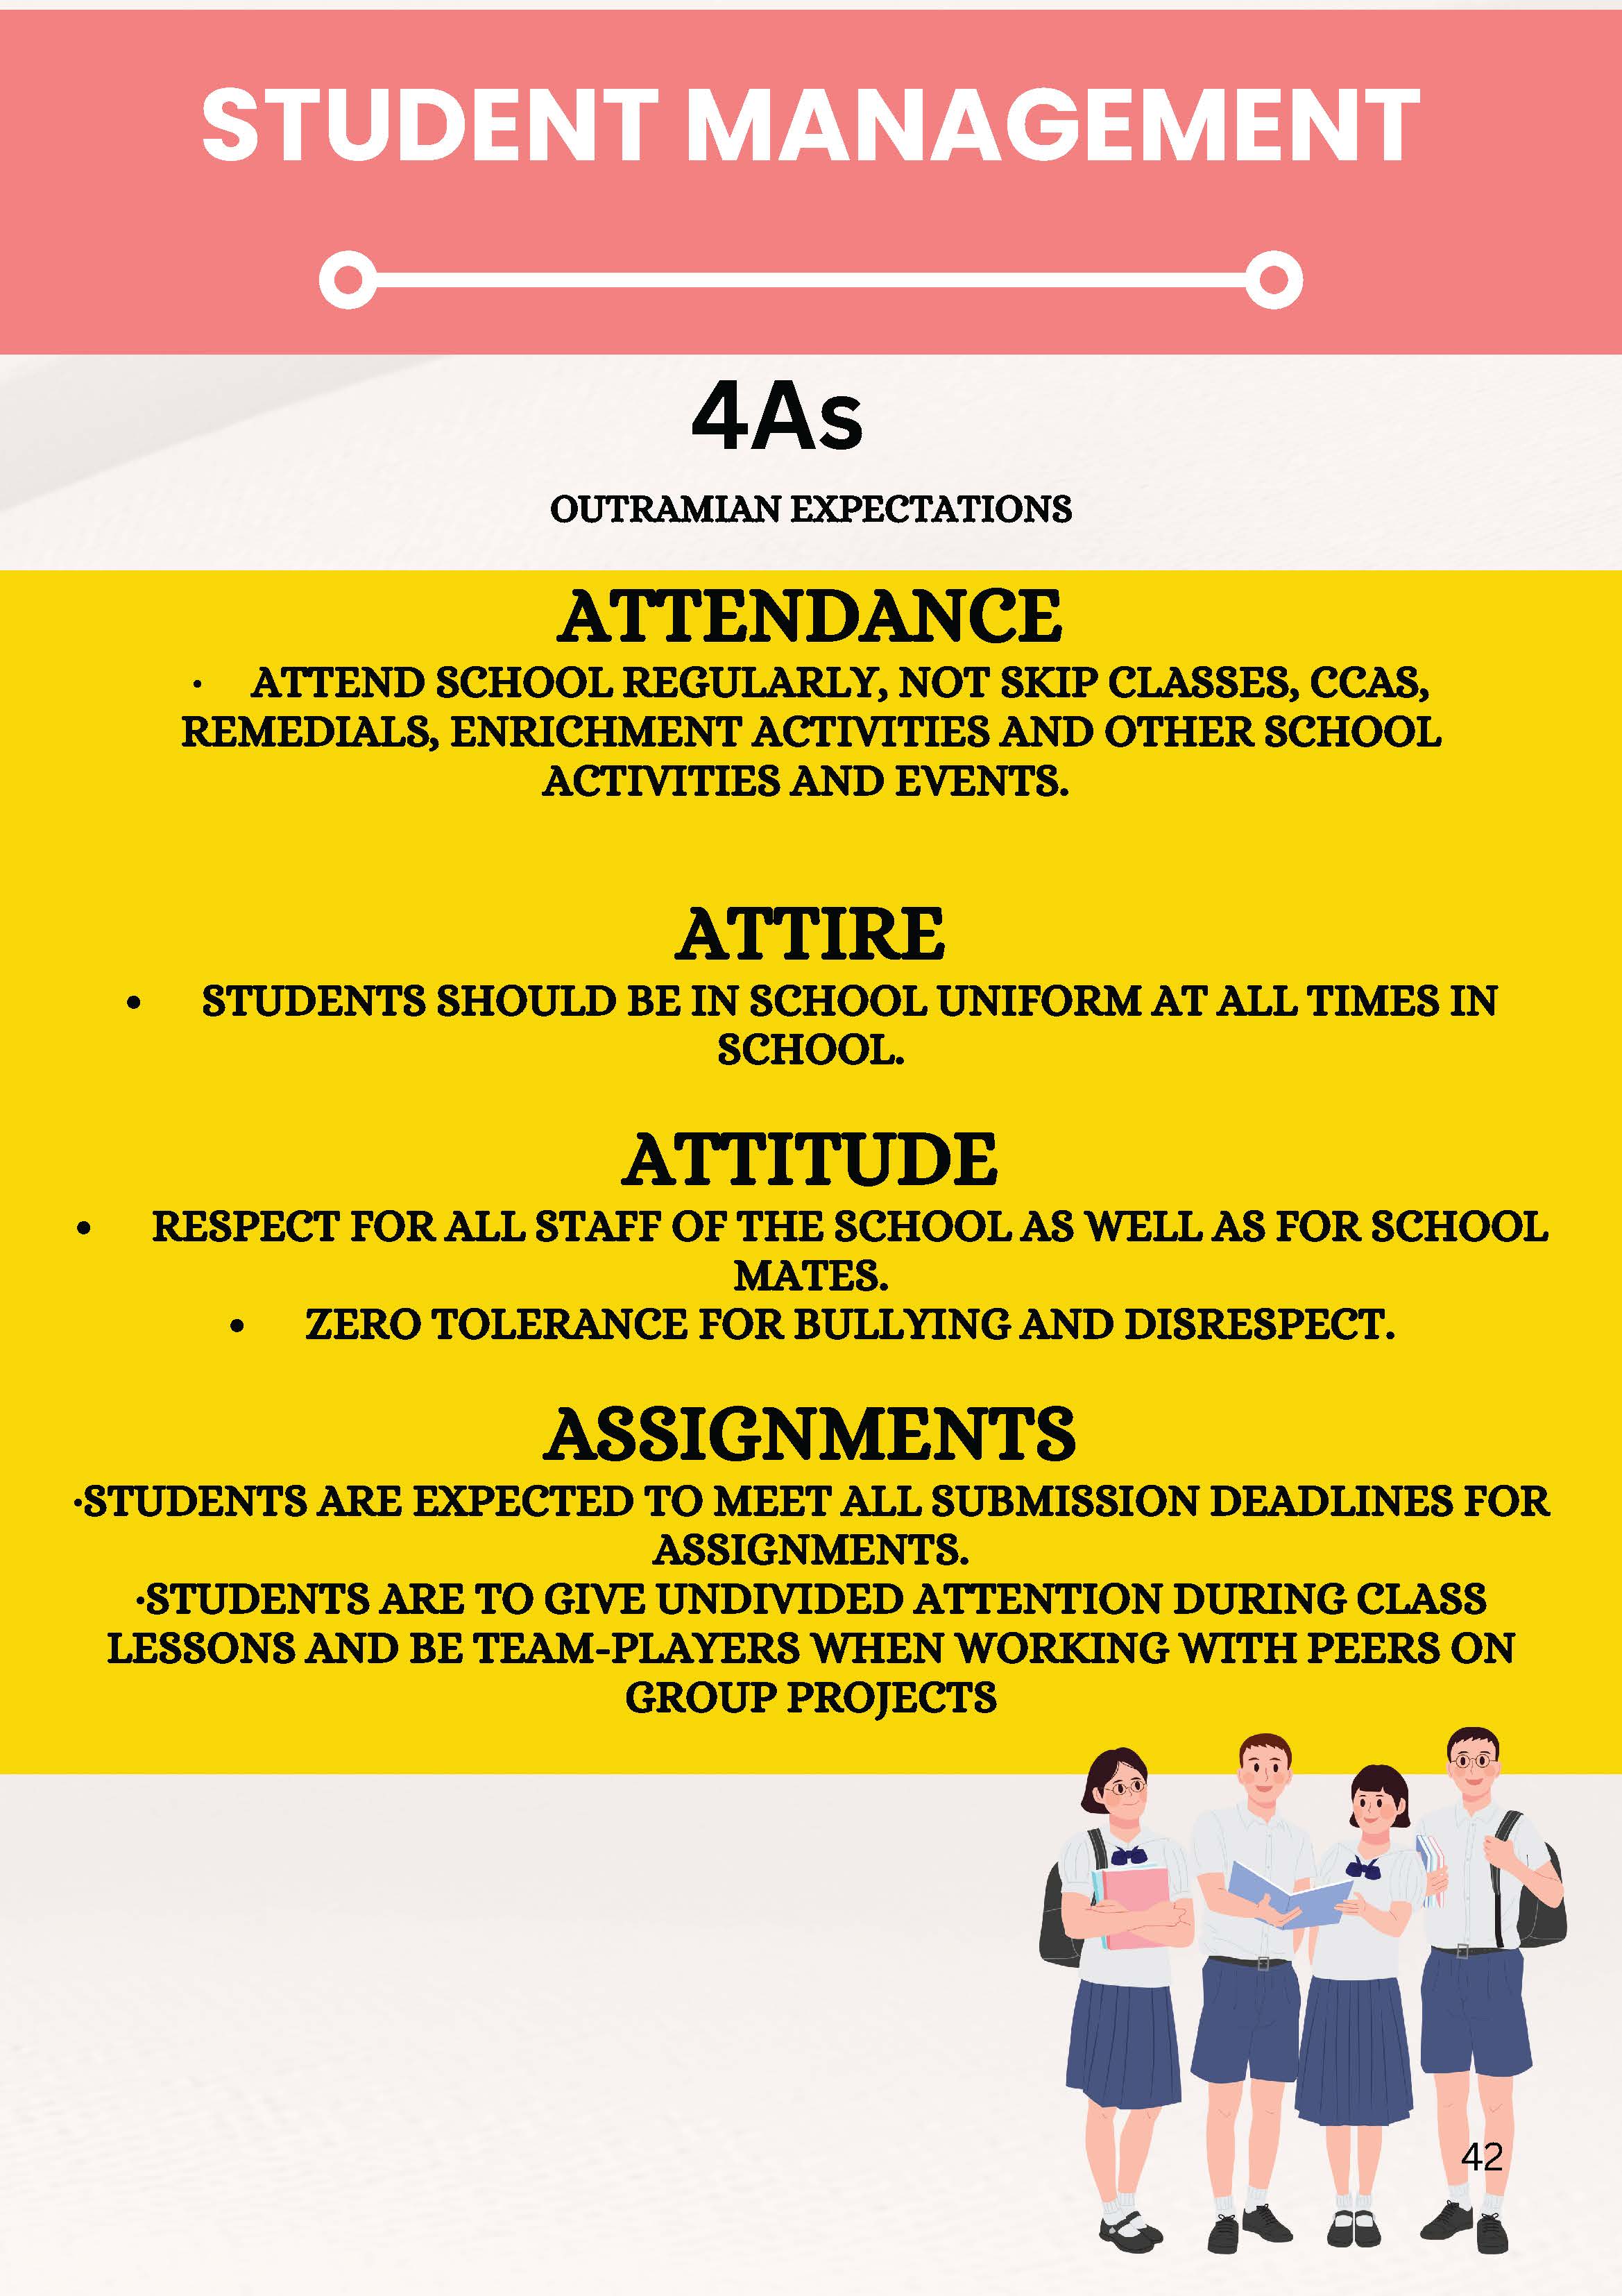 STUDENT MANAGEMENT
4As
OUTRAMIAN EXPECTATIONS
ATTENDANCE
· ATTEND SCHOOL REGULARLY, NOT SKIP CLASSES, CCAS,
REMEDIALS, ENRICHMENT ACTIVITIES AND OTHER SCHOOL
ACTIVITIES AND EVENTS.
ATTIRE
• STUDENTS SHOULD BE IN SCHOOL UNIFORM AT ALL TIMES IN
SCHOOL.
ATTITUDE
• RESPECT FOR ALL STAFF OF THE SCHOOL AS WELL AS FOR SCHOOL
MATES.
• ZERO TOLERANCE FOR BULLYING AND DISRESPECT.
ASSIGNMENTS
·STUDENTS ARE EXPECTED TO MEET ALL SUBMISSION DEADLINES FOR
ASSIGNMENTS.
·STUDENTS ARE TO GIVE UNDIVIDED ATTENTION DURING CLASS
LESSONS AND BE TEAM-PLAYERS WHEN WORKING WITH PEERS ON
GROUP PROJECTS
42